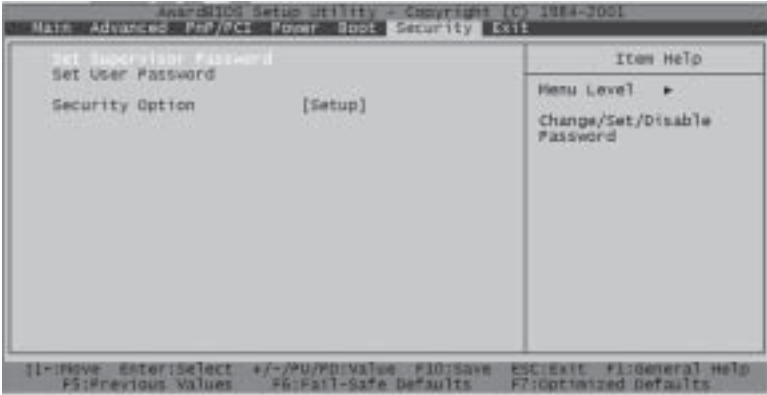 AwardBIOS Setup Utility - Copyright (C) 1984-2001
Main Advanced PnP/PCI Power Boot Security Exit
Set Supervisor Password
Set User Password
Security Option [Setup]
Item Help
Menu Level ►
Change/Set/Disable
Password
:Move Enter:Select +/-/PU/PD:Value F10:Save ESC:Exit F1:General Help
F5:Previous Values F6:Fail-Safe Defaults F7:Optimized Defaults